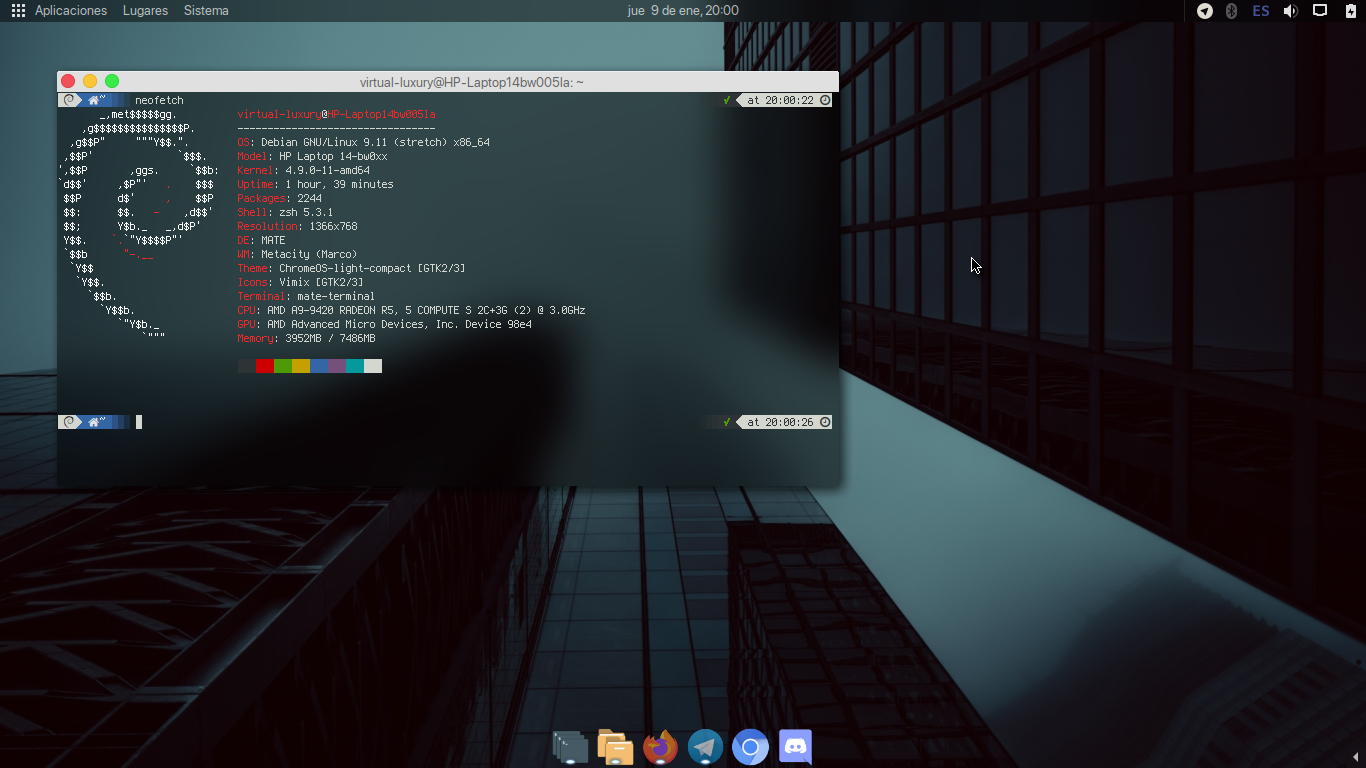 Aplicaciones Lugares Sistema jue 9 de ene, 20:00 ES
virtual-luxury@HP-Laptop14bw005la: ~
~ neofetch ✓ at 20:00:22
_,met$$$$$gg. virtual-luxury@HP-Laptop14bw005la
,g$$$$$$$$$$$$$$$P. ---------------------------------
,g$$P" """Y$$.". OS: Debian GNU/Linux 9.11 (stretch) x86_64
,$$P' `$$$. Model: HP Laptop 14-bw0xx
',$$P ,ggs. `$$b: Kernel: 4.9.0-11-amd64
`d$$' ,$P"' . $$$ Uptime: 1 hour, 39 minutes
$$P d$' , $$P Packages: 2244
$$: $$. - ,d$$' Shell: zsh 5.3.1
$$; Y$b._ _,d$P' Resolution: 1366x768
Y$$. `.`"Y$$$$P"' DE: MATE
`$$b "-.__ WM: Metacity (Marco)
`Y$$ Theme: ChromeOS-light-compact [GTK2/3]
`Y$$. Icons: Vimix [GTK2/3]
`$$b. Terminal: mate-terminal
`Y$$b. CPU: AMD A9-9420 RADEON R5, 5 COMPUTE S 2C+3G (2) @ 3.0GHz
`"Y$b._ GPU: AMD Advanced Micro Devices, Inc. Device 98e4
`""" Memory: 3952MB / 7486MB
~ ✓ at 20:00:26